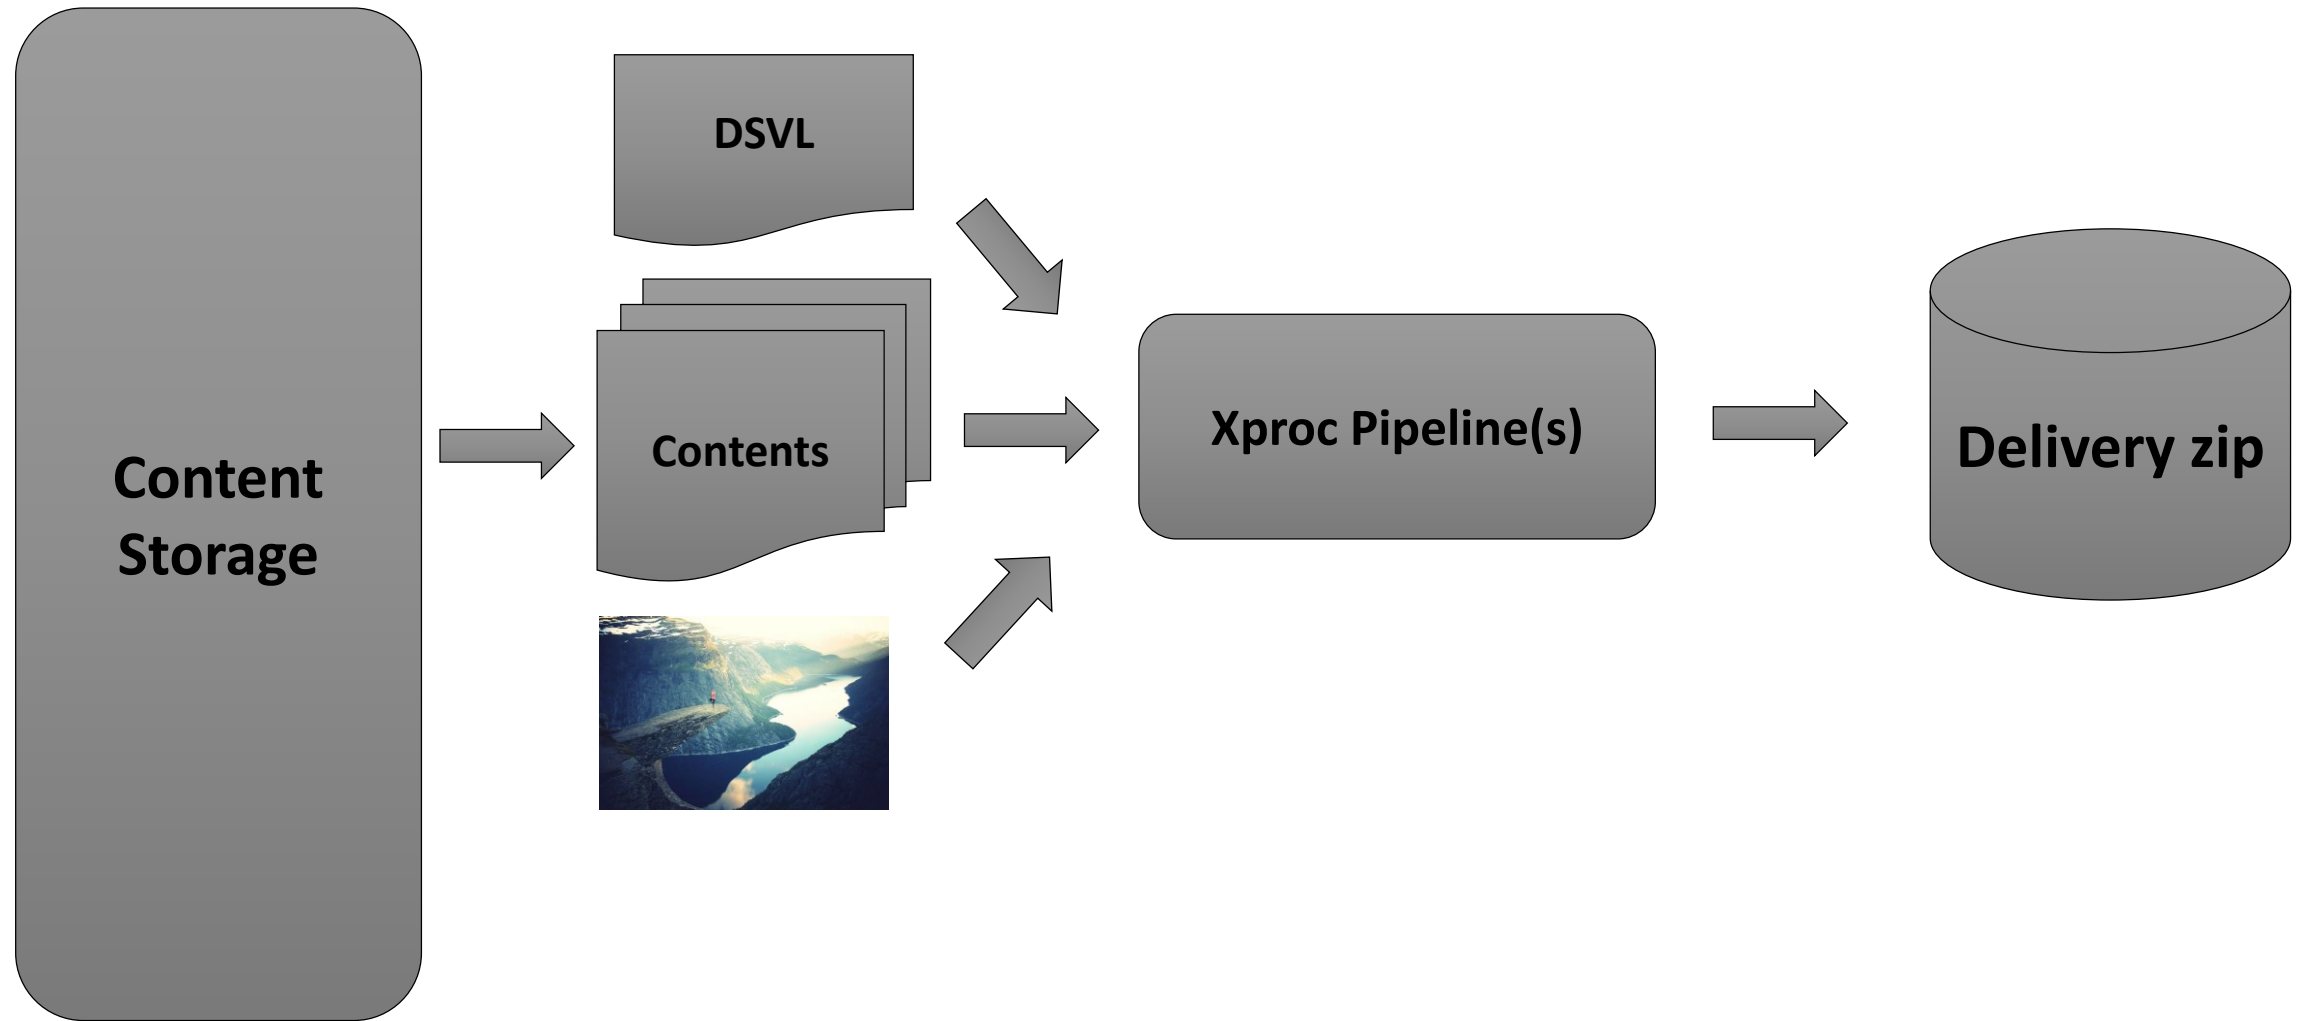 Content
Storage
DSVL
Contents
Xproc Pipeline(s)
Delivery zip